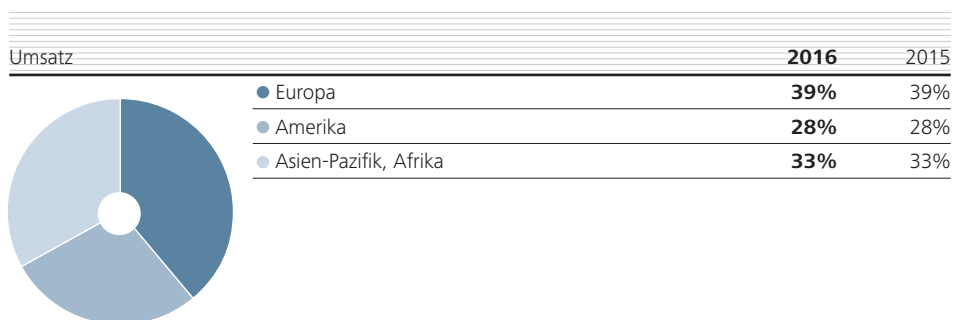 Umsatz 2016 2015
Europa 39% 39%
Amerika 28% 28%
Asien-Pazifik, Afrika 33% 33%